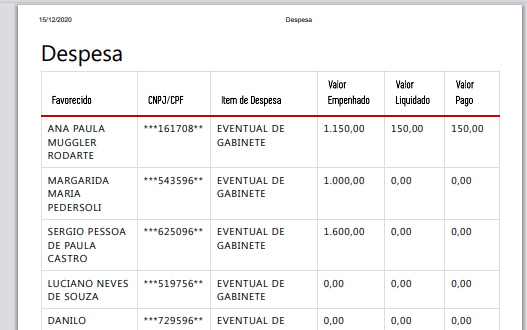 15/12/2020 Despesa
Despesa
Favorecido CNPJ/CPF Item de Despesa Valor Empenhado Valor Liquidado Valor Pago
ANA PAULA MUGGLER RODARTE ***161708** EVENTUAL DE GABINETE 1.150,00 150,00 150,00
MARGARIDA MARIA PEDERSOLI ***543596** EVENTUAL DE GABINETE 1.000,00 0,00 0,00
SERGIO PESSOA DE PAULA CASTRO ***625096** EVENTUAL DE GABINETE 1.600,00 0,00 0,00
LUCIANO NEVES DE SOUZA ***519756** EVENTUAL DE GABINETE 0,00 0,00 0,00
DANILO ***729596** EVENTUAL DE 0,00 0,00 0,00